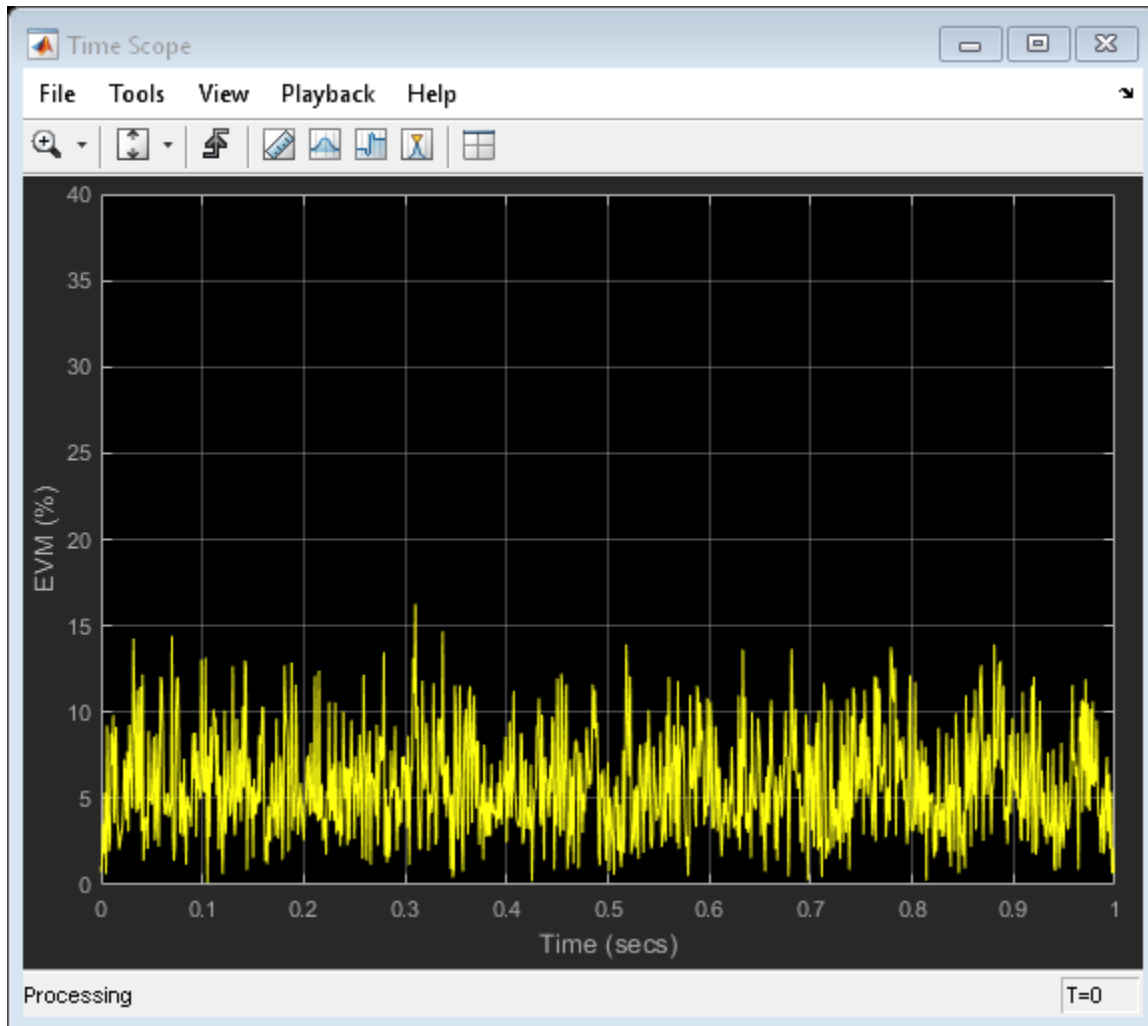 Time Scope
File Tools View Playback Help
40
35
30
25
20
15
10
5
0
EVM (%)
0 0.1 0.2 0.3 0.4 0.5 0.6 0.7 0.8 0.9 1
Time (secs)
Processing T=0